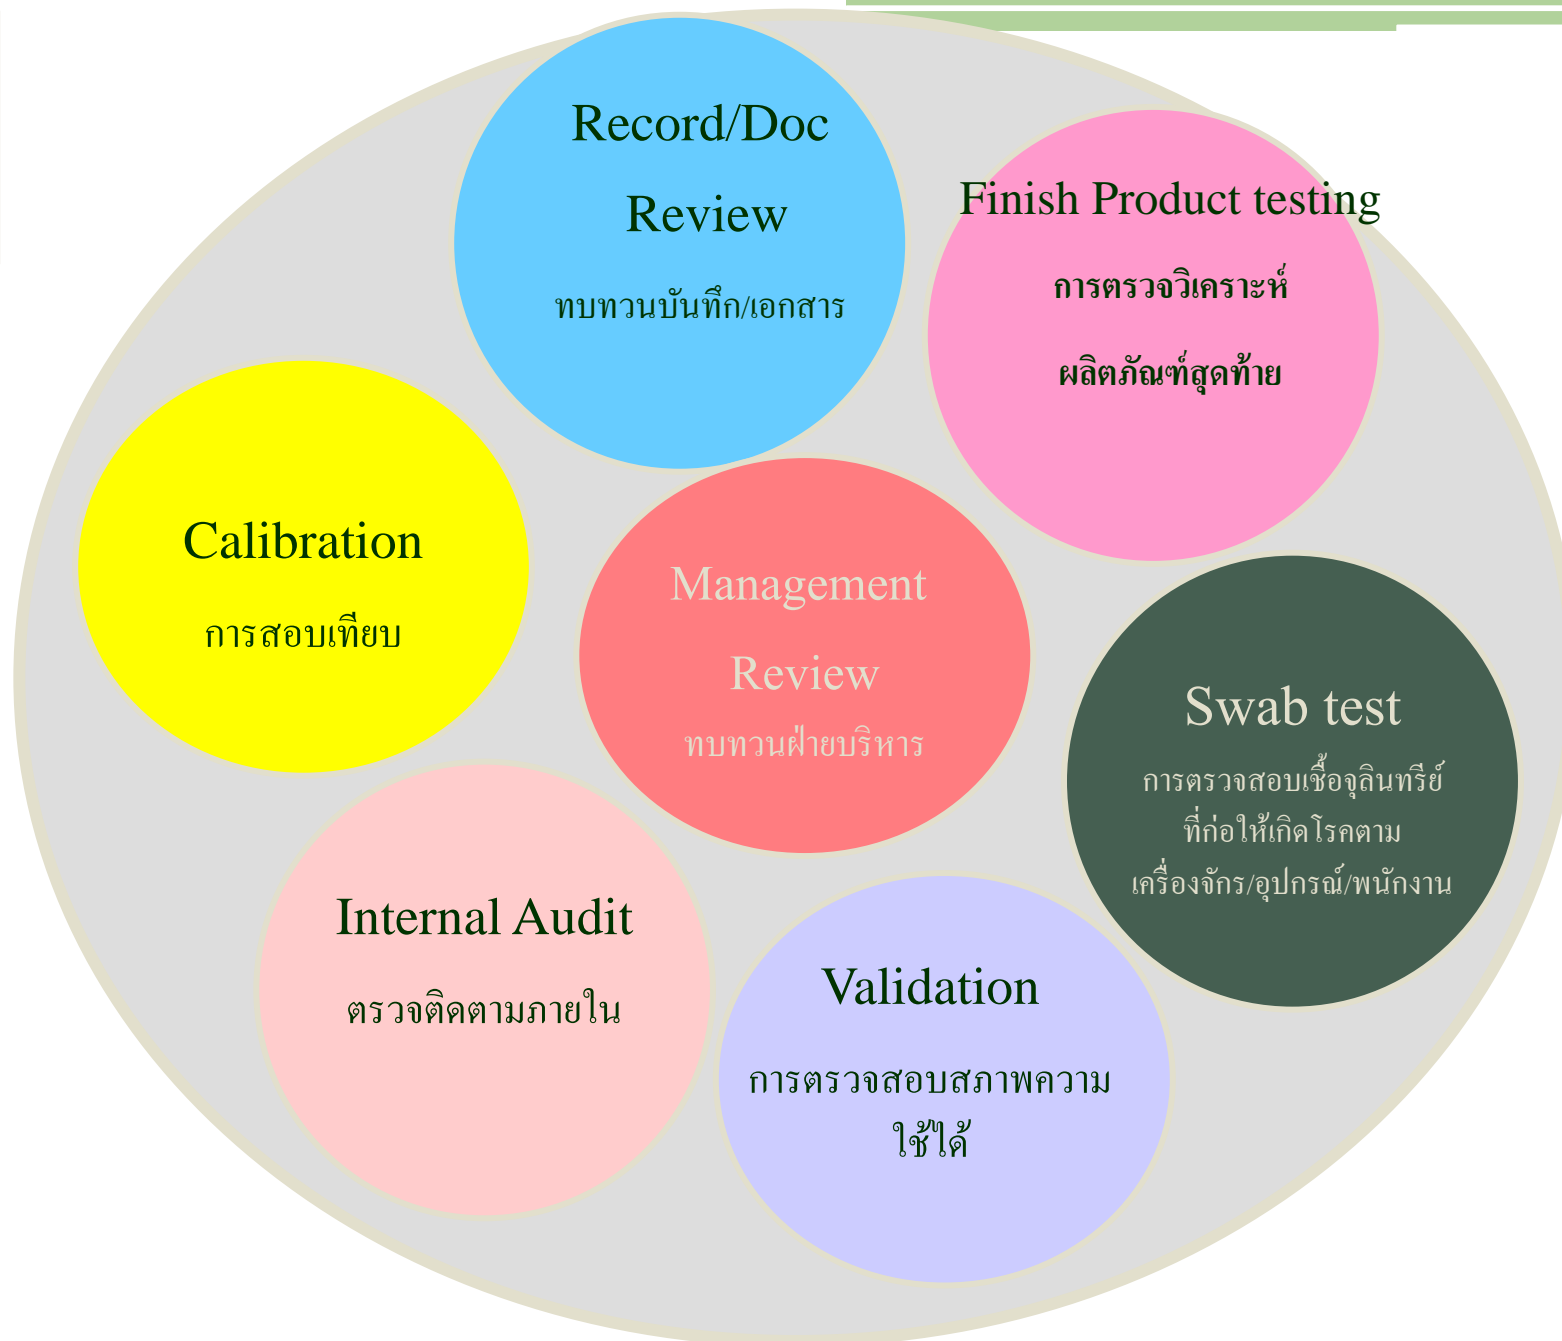 Record/Doc
Review
ทบทวนบันทึก/เอกสาร
Finish Product testing
การตรวจวิเคราะห์
ผลิตภัณฑ์สุดท้าย
Calibration
การสอบเทียบ
Management
Review
ทบทวนฝ่ายบริหาร
Swab test
การตรวจสอบเชื้อจุลินทรีย์
ที่ก่อให้เกิดโรคตาม
เครื่องจักร/อุปกรณ์/พนักงาน
Internal Audit
ตรวจติดตามภายใน
Validation
การตรวจสอบสภาพความ
ใช้ได้